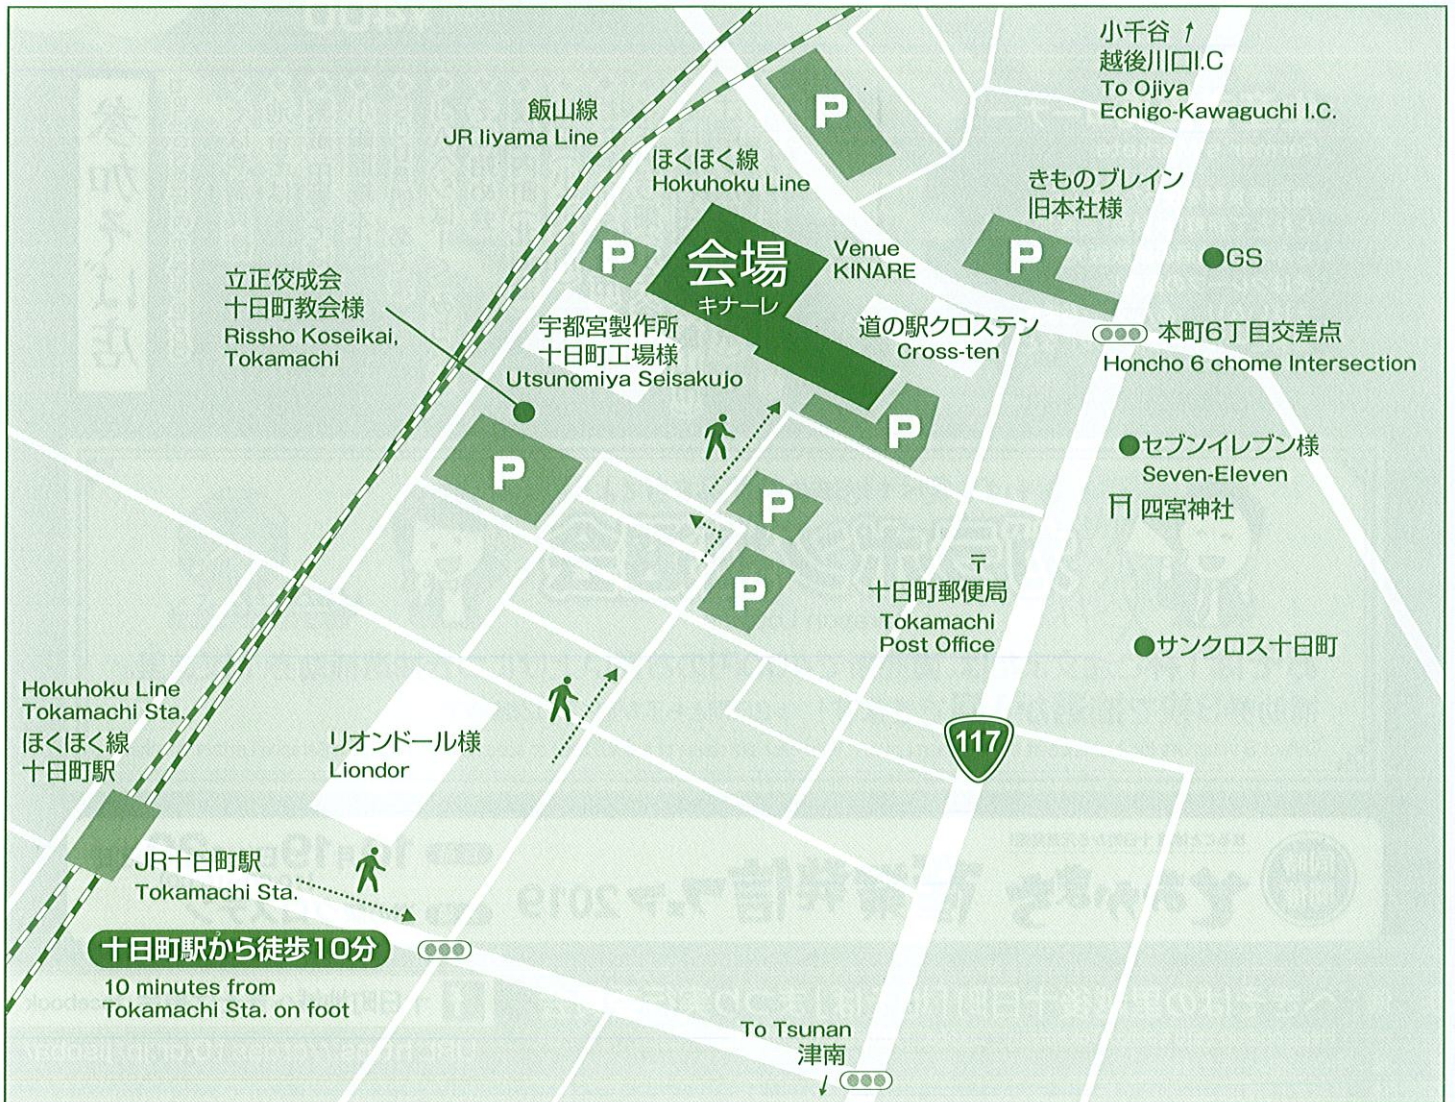 小千谷 ↑
越後川口I.C
To Ojiya
Echigo-Kawaguchi I.C.
飯山線
JR Iiyama Line
ほくほく線
Hokuhoku Line
P
P
P
P
P
P
P
きものブレイン
旧本社様
会場
キナーレ
Venue
KINARE
GS
立正佼成会
十日町教会様
Rissho Koseikai,
Tokamachi
宇都宮製作所
十日町工場様
Utsunomiya Seisakujo
道の駅クロステン
Cross-ten
本町6丁目交差点
Honcho 6 chome Intersection
セブンイレブン様
Seven-Eleven
四宮神社
〒
十日町郵便局
Tokamachi
Post Office
サンクロス十日町
Hokuhoku Line
Tokamachi Sta.
ほくほく線
十日町駅
リオンドール様
Liondor
117
JR十日町駅
Tokamachi Sta.
十日町駅から徒歩10分
10 minutes from
Tokamachi Sta. on foot
To Tsunan
津南
↓